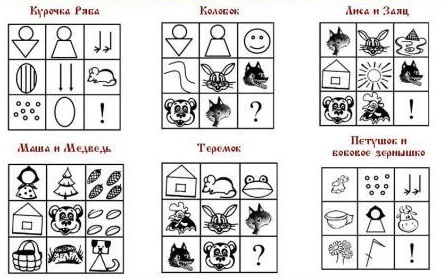 Курочка Ряба
Колобок
Лиса и Заяц
!
?
!
Маша и Медведь
Теремок
Петушок и
бобовое зернышко
?
!